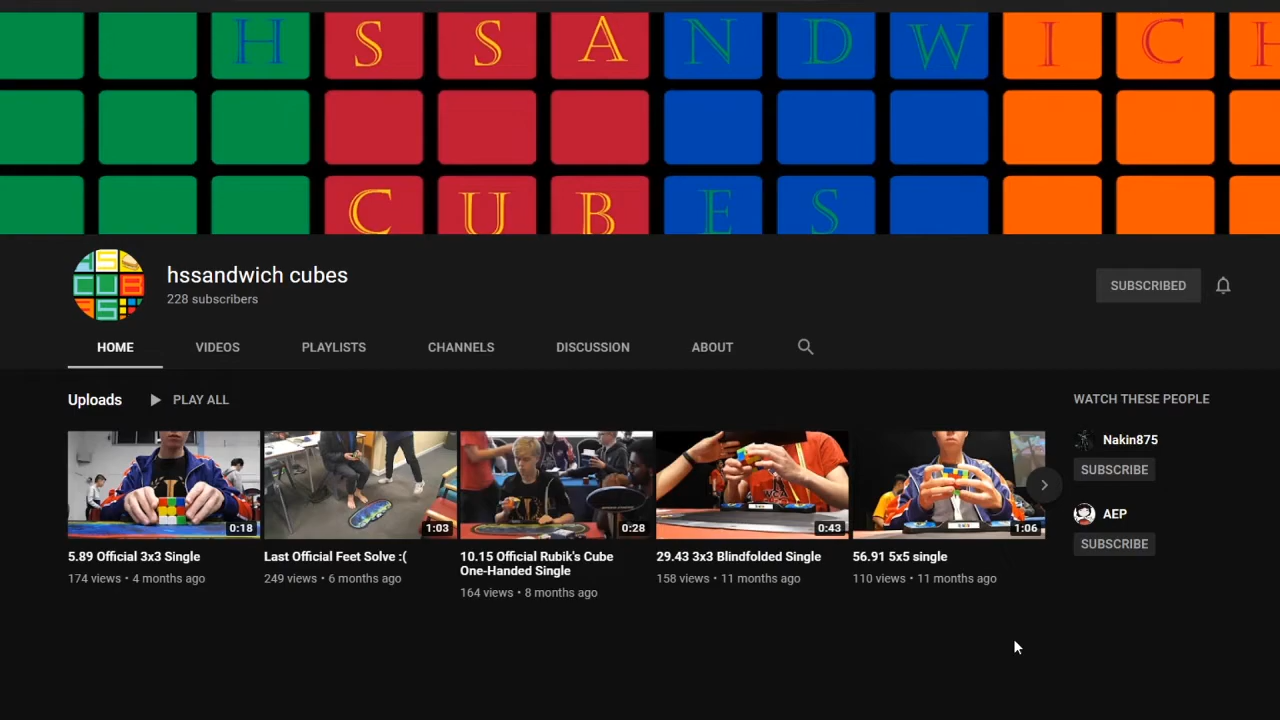 H S S A N D W I C H
C U B E S
hssandwich cubes
228 subscribers
SUBSCRIBED
HOME VIDEOS PLAYLISTS CHANNELS DISCUSSION ABOUT
Uploads PLAY ALL
0:18
5.89 Official 3x3 Single
174 views • 4 months ago
1:03
Last Official Feet Solve :(
249 views • 6 months ago
0:28
10.15 Official Rubik's Cube
One-Handed Single
164 views • 8 months ago
0:43
29.43 3x3 Blindfolded Single
158 views • 11 months ago
1:06
56.91 5x5 single
110 views • 11 months ago
WATCH THESE PEOPLE
Nakin875
SUBSCRIBE
AEP
SUBSCRIBE